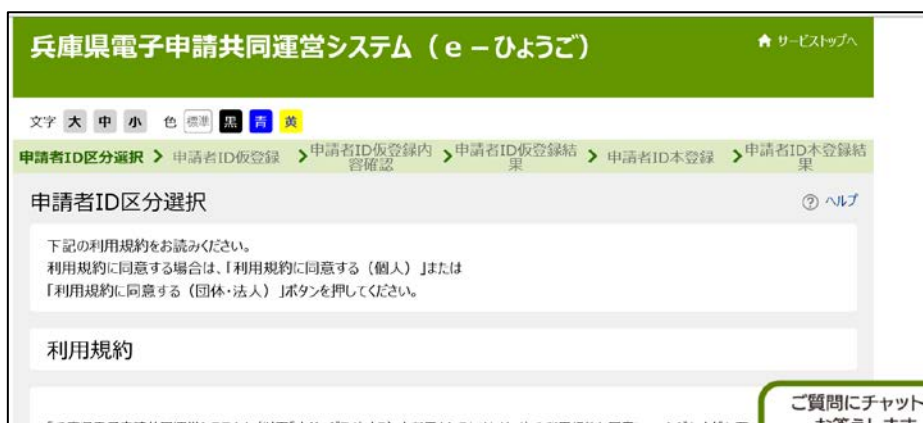 兵庫県電子申請共同運営システム（e－ひょうご）
サービストップへ
文字 大 中 小 色 標準 黒 青 黄
申請者ID区分選択 申請者ID仮登録 申請者ID仮登録内容確認 申請者ID仮登録結果 申請者ID本登録 申請者ID本登録結果
申請者ID区分選択
? ヘルプ
下記の利用規約をお読みください。
利用規約に同意する場合は、「利用規約に同意する（個人）」または
「利用規約に同意する（団体・法人）」ボタンを押してください。
利用規約
ご質問にチャット
お答えします